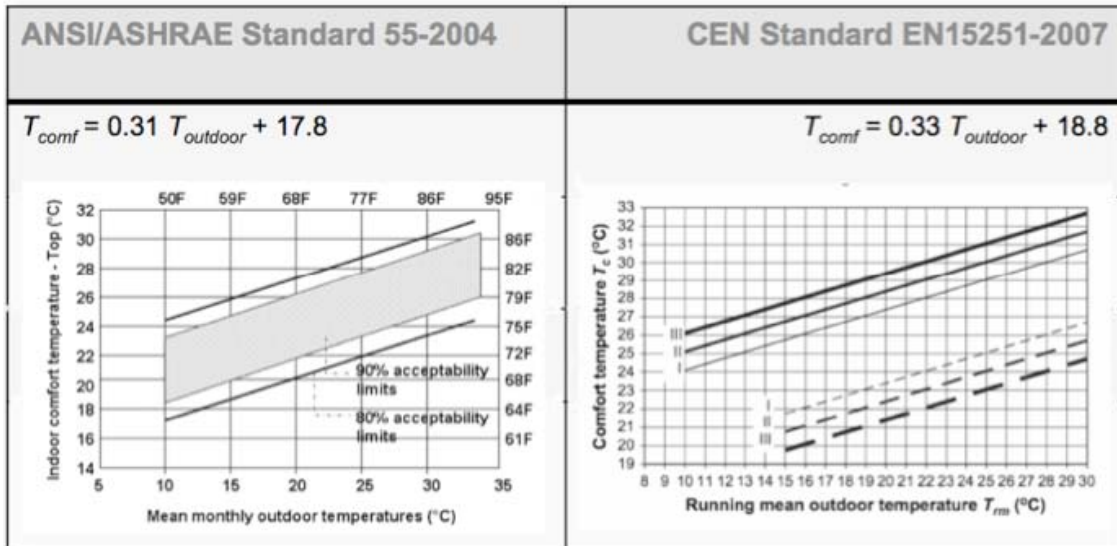 ANSI/ASHRAE Standard 55-2004
T_comf = 0.31 T_outdoor + 17.8
50F 59F 68F 77F 86F 95F
Indoor comfort temperature - Top (°C)
32
30
28
26
24
22
20
18
16
14
86F
82F
79F
75F
72F
68F
64F
61F
90% acceptability
limits
80% acceptability
limits
5 10 15 20 25 30 35
Mean monthly outdoor temperatures (°C)
CEN Standard EN15251-2007
T_comf = 0.33 T_outdoor + 18.8
Comfort temperature T_c (°C)
33
32
31
30
29
28
27
26
25
24
23
22
21
20
19
III
II
I
I
II
III
8 9 10 11 12 13 14 15 16 17 18 19 20 21 22 23 24 25 26 27 28 29 30
Running mean outdoor temperature T_rm (°C)